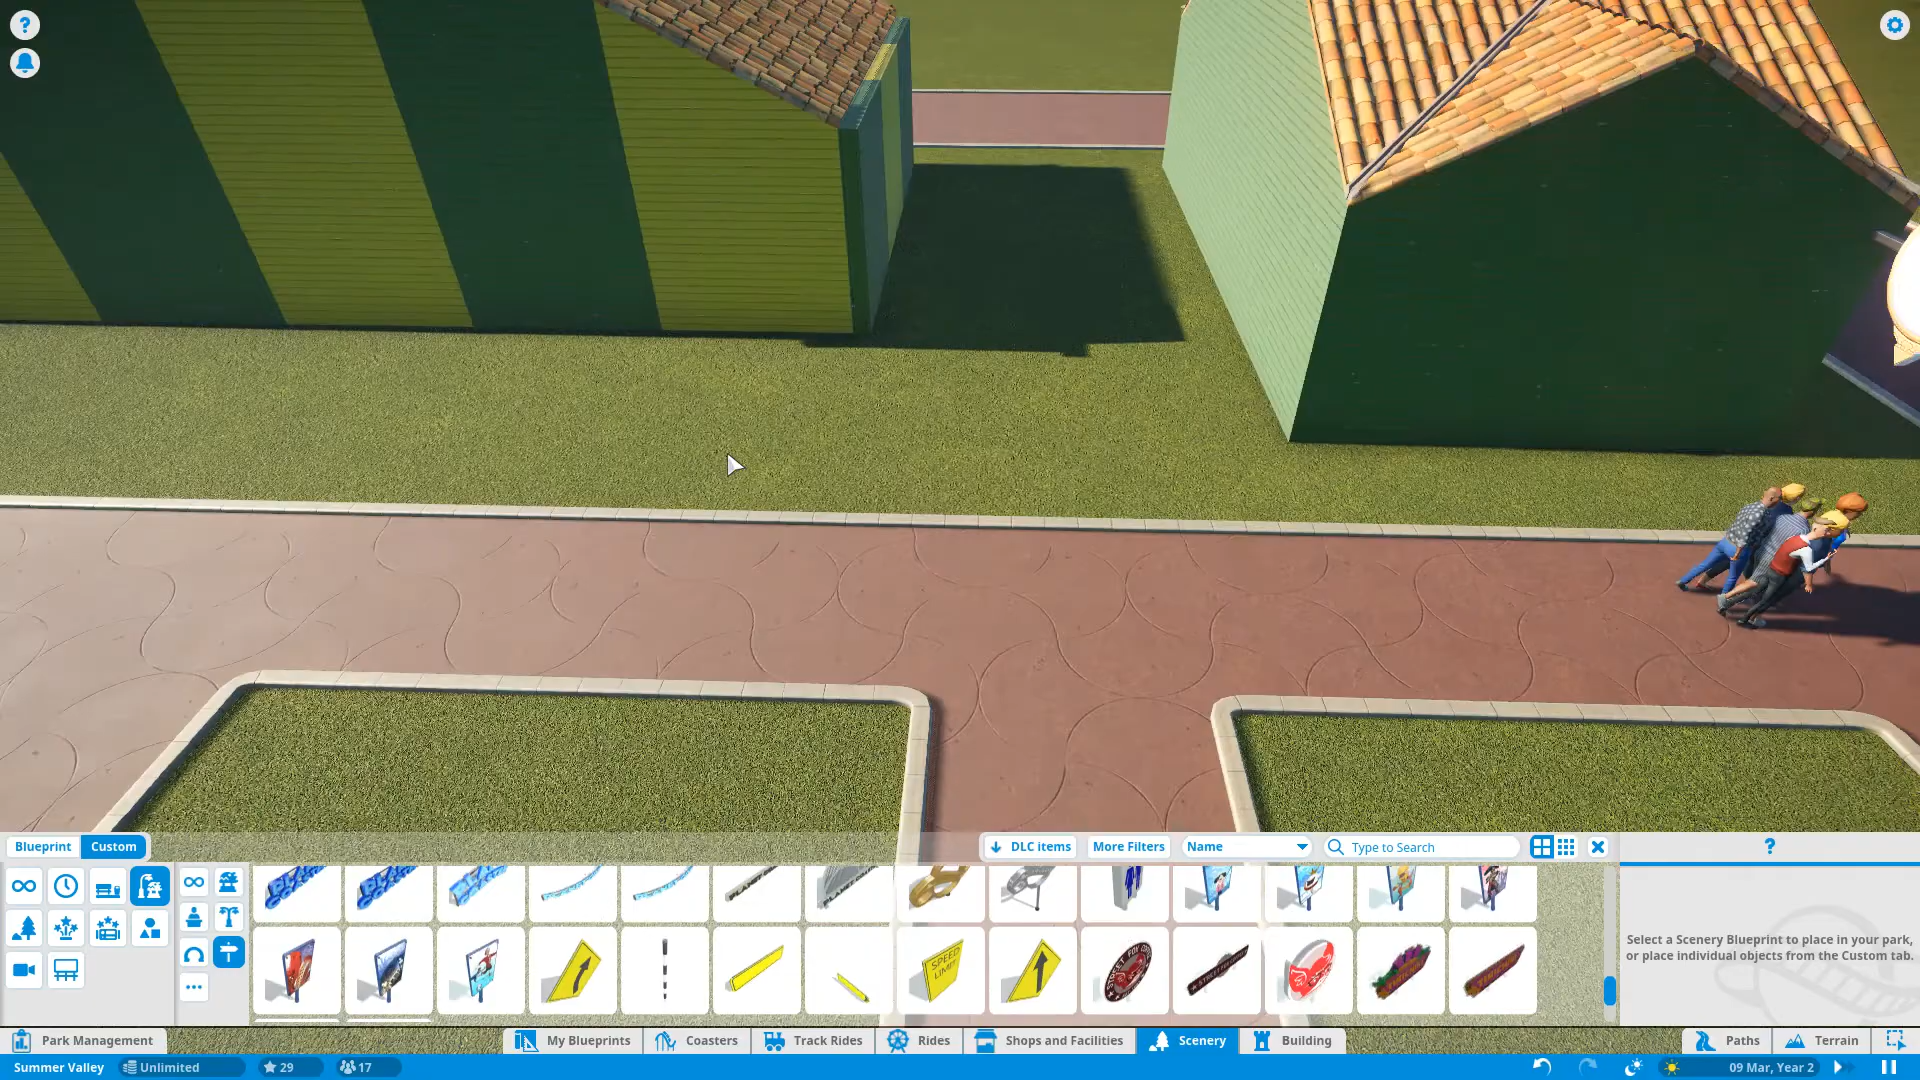 ?
Blueprint
Custom
DLC items
More Filters
Name
Type to Search
?
SPEED LIMIT
Select a Scenery Blueprint to place in your park,
or place individual objects from the Custom tab.
Park Management
My Blueprints
Coasters
Track Rides
Rides
Shops and Facilities
Scenery
Building
Paths
Terrain
Summer Valley
Unlimited
29
17
09 Mar, Year 2